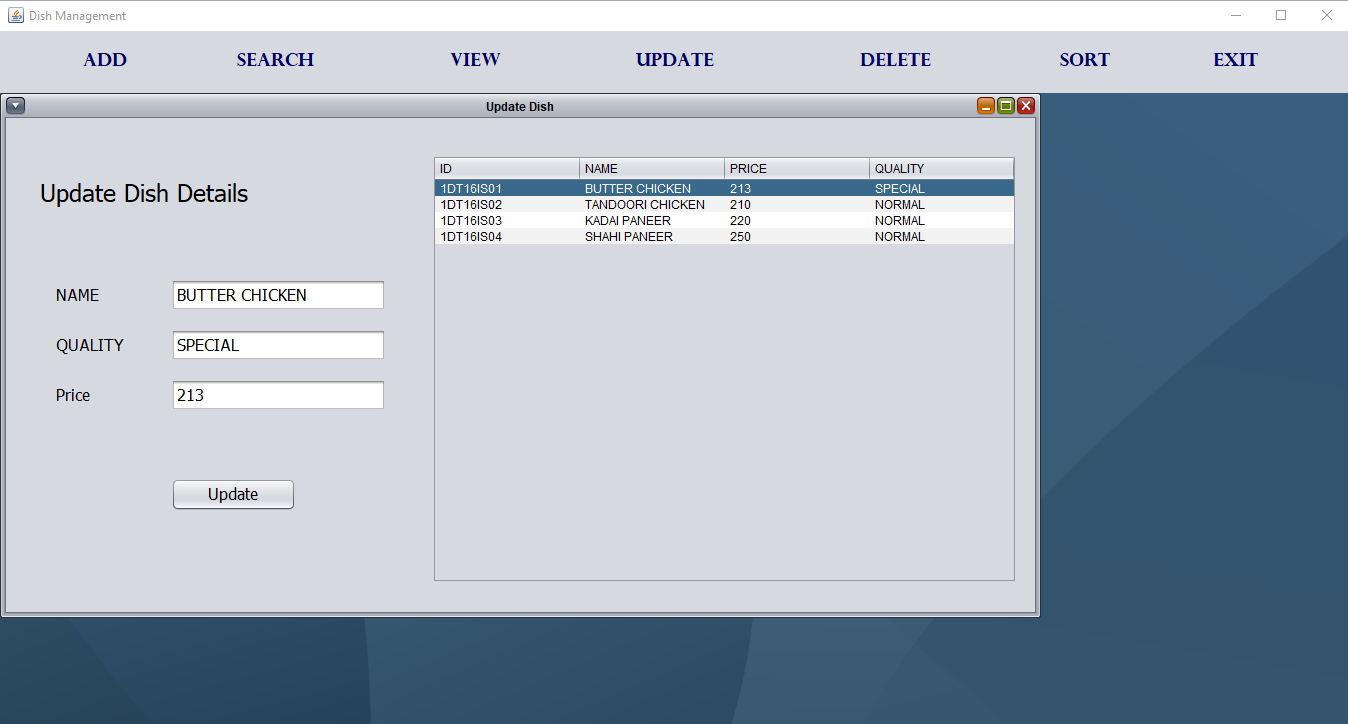 Dish Management
ADD SEARCH VIEW UPDATE DELETE SORT EXIT
Update Dish
Update Dish Details
NAME BUTTER CHICKEN
QUALITY SPECIAL
Price 213
Update
ID NAME PRICE QUALITY
1DT16IS01 BUTTER CHICKEN 213 SPECIAL
1DT16IS02 TANDOORI CHICKEN 210 NORMAL
1DT16IS03 KADAI PANEER 220 NORMAL
1DT16IS04 SHAHI PANEER 250 NORMAL